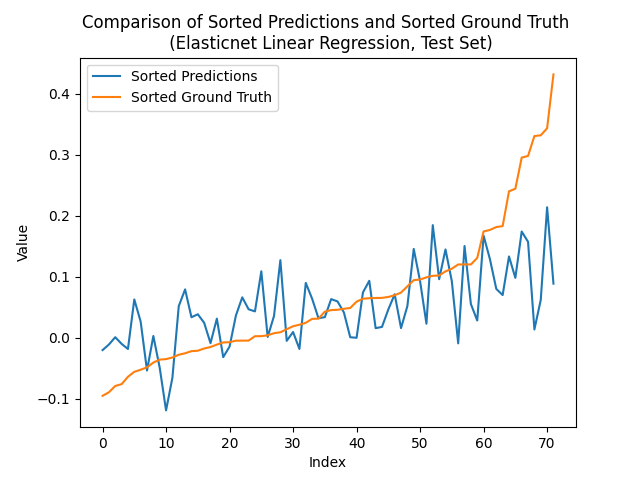 Comparison of Sorted Predictions and Sorted Ground Truth
(Elasticnet Linear Regression, Test Set)
Sorted Predictions
Sorted Ground Truth
0.4
0.3
0.2
0.1
0.0
−0.1
Value
0 10 20 30 40 50 60 70
Index